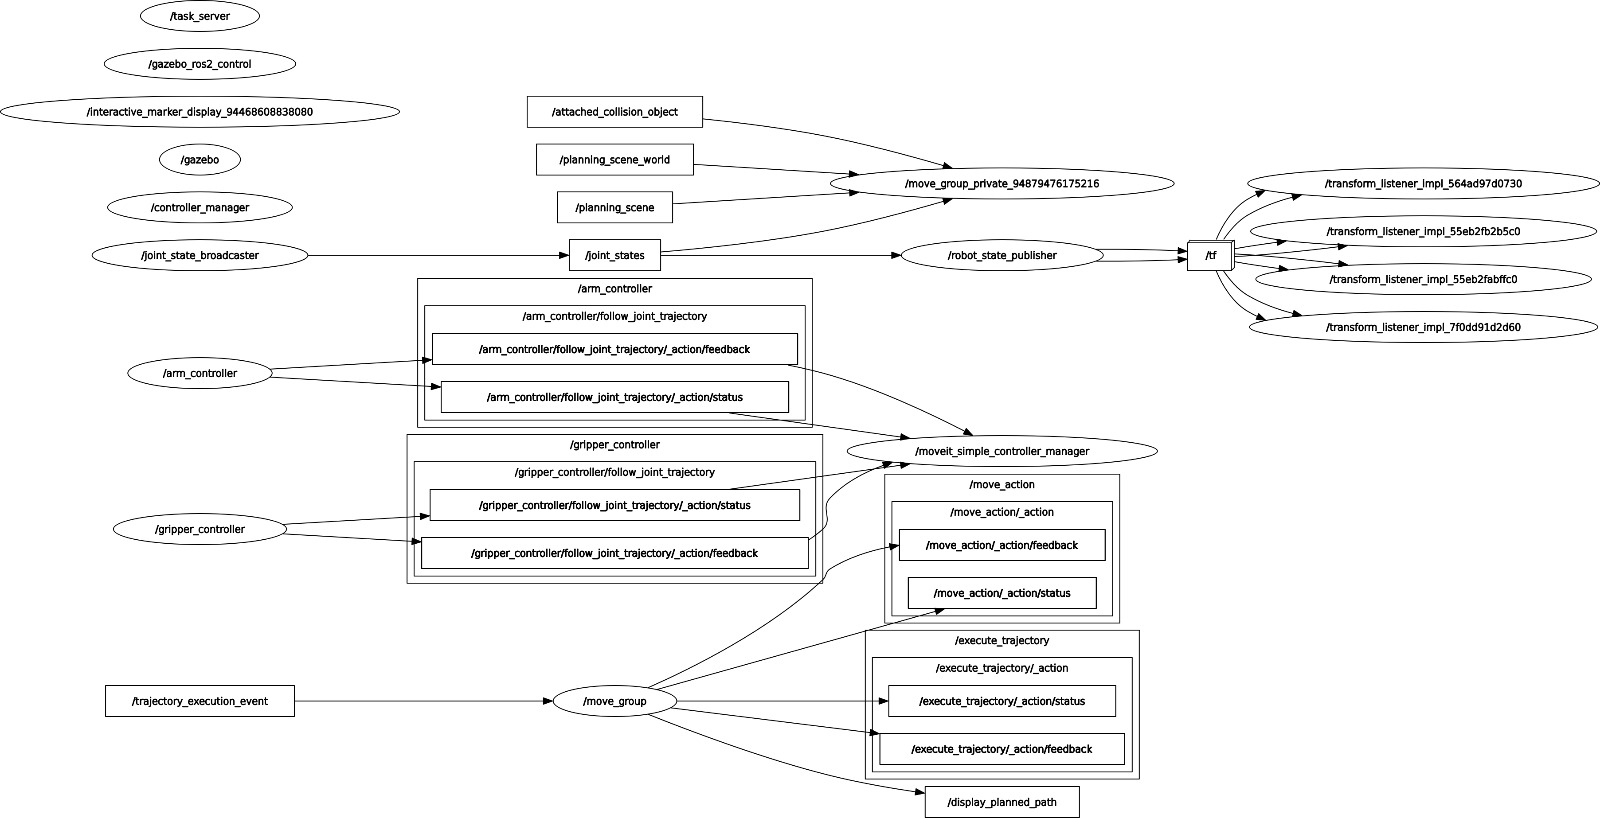 /task_server
/gazebo_ros2_control
/interactive_marker_display_94468608838080
/gazebo
/controller_manager
/joint_state_broadcaster
/arm_controller
/gripper_controller
/trajectory_execution_event
/attached_collision_object
/planning_scene_world
/planning_scene
/joint_states
/arm_controller
/arm_controller/follow_joint_trajectory
/arm_controller/follow_joint_trajectory/_action/feedback
/arm_controller/follow_joint_trajectory/_action/status
/gripper_controller
/gripper_controller/follow_joint_trajectory
/gripper_controller/follow_joint_trajectory/_action/status
/gripper_controller/follow_joint_trajectory/_action/feedback
/move_group
/move_group_private_94879476175216
/robot_state_publisher
/moveit_simple_controller_manager
/move_action
/move_action/_action
/move_action/_action/feedback
/move_action/_action/status
/execute_trajectory
/execute_trajectory/_action
/execute_trajectory/_action/status
/execute_trajectory/_action/feedback
/display_planned_path
/tf
/transform_listener_impl_564ad97d0730
/transform_listener_impl_55eb2fb2b5c0
/transform_listener_impl_55eb2fabffc0
/transform_listener_impl_7f0dd91d2d60